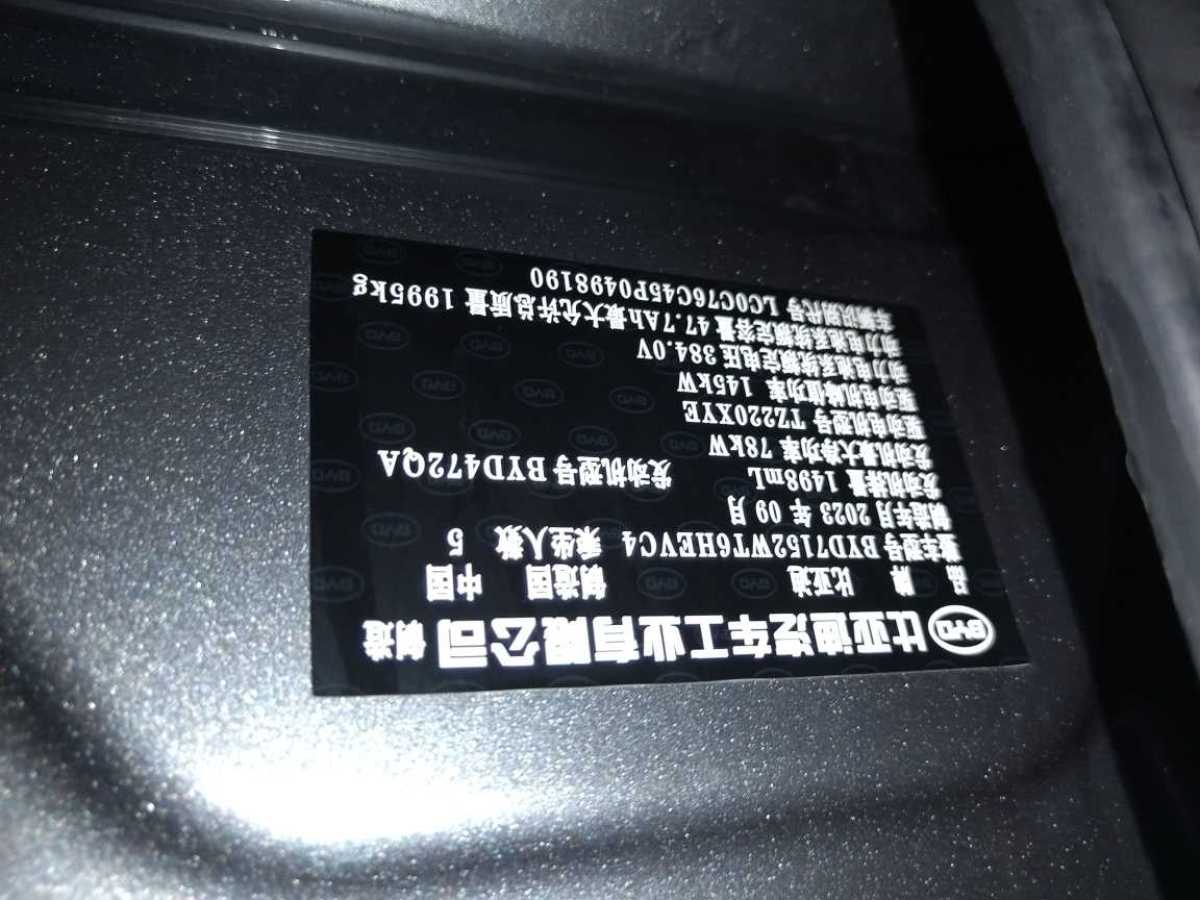 BYD 比亚迪汽车工业有限公司 制造
品牌 比亚迪 制造国 中国
整车型号 BYD7152WT6HEVC4 乘坐人数 5
制造年月 2023 年 09 月
发动机排量 1498mL 发动机型号 BYD472QA
发动机最大净功率 78kW
驱动电机型号 TZ220XYE
驱动电机峰值功率 145kW
动力电池系统额定电压 384.0V
动力电池系统额定容量 47.7Ah 最大允许总质量 1995kg
车辆识别代号 LC0C76C45P0498190